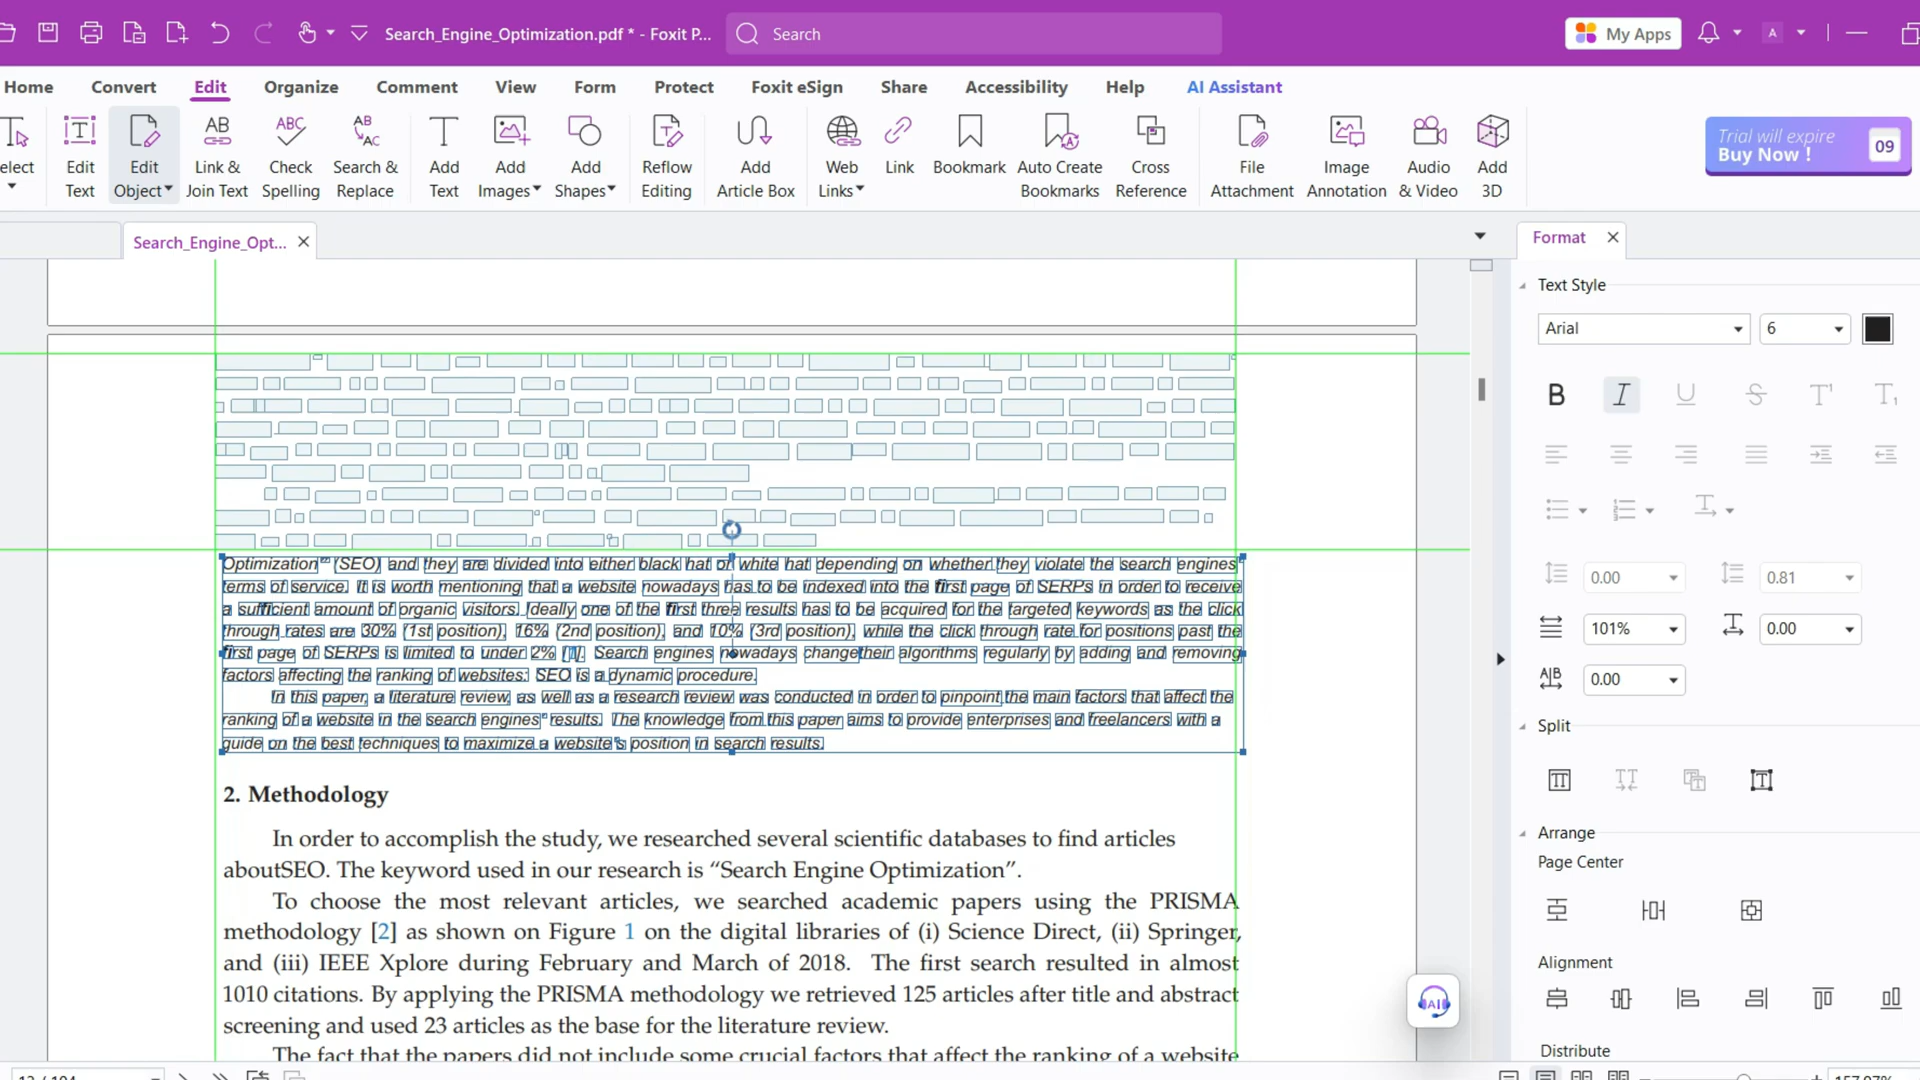 Search_Engine_Optimization.pdf * - Foxit P...
Search
My Apps
A
Home Convert Edit Organize Comment View Form Protect Foxit eSign Share Accessibility Help AI Assistant
Edit Text
Edit Object
Link & Join Text
Check Spelling
Search & Replace
Add Text
Add Images
Add Shapes
Reflow Editing
Add Article Box
Web Links
Link
Bookmark
Auto Create Bookmarks
Cross Reference
File Attachment
Image Annotation
Audio & Video
Add 3D
Trial will expire
Buy Now !
09
Search_Engine_Opt...
Format
Text Style
Arial
6
0.00
0.81
101%
0.00
0.00
Split
Arrange
Page Center
Alignment
Distribute
Optimization (SEO) and they are divided into either black hat or white hat depending on whether they violate the search engines'
terms of service. It is worth mentioning that a website nowadays has to be indexed into the first page of SERPs in order to receive
a sufficient amount of organic visitors. Ideally one of the first three results has to be acquired for the targeted keywords as the click
through rates are 30% (1st position), 16% (2nd position), and 10% (3rd position), while the click through rate for positions past the
first page of SERPs is limited to under 2% [1]. Search engines nowadays changetheir algorithms regularly by adding and removing
factors affecting the ranking of websites: SEO is a dynamic procedure.
In this paper, a literature review, as well as a research review was conducted in order to pinpoint the main factors that affect the
ranking of a website in the search engines' results. The knowledge from this paper aims to provide enterprises and freelancers with a
guide on the best techniques to maximize a website's position in search results.
2. Methodology
In order to accomplish the study, we researched several scientific databases to find articles
aboutSEO. The keyword used in our research is “Search Engine Optimization”.
To choose the most relevant articles, we searched academic papers using the PRISMA
methodology [2] as shown on Figure 1 on the digital libraries of (i) Science Direct, (ii) Springer,
and (iii) IEEE Xplore during February and March of 2018. The first search resulted in almost
1010 citations. By applying the PRISMA methodology we retrieved 125 articles after title and abstract
screening and used 23 articles as the base for the literature review.
The fact that the papers did not include some crucial factors that affect the ranking of a website
AI